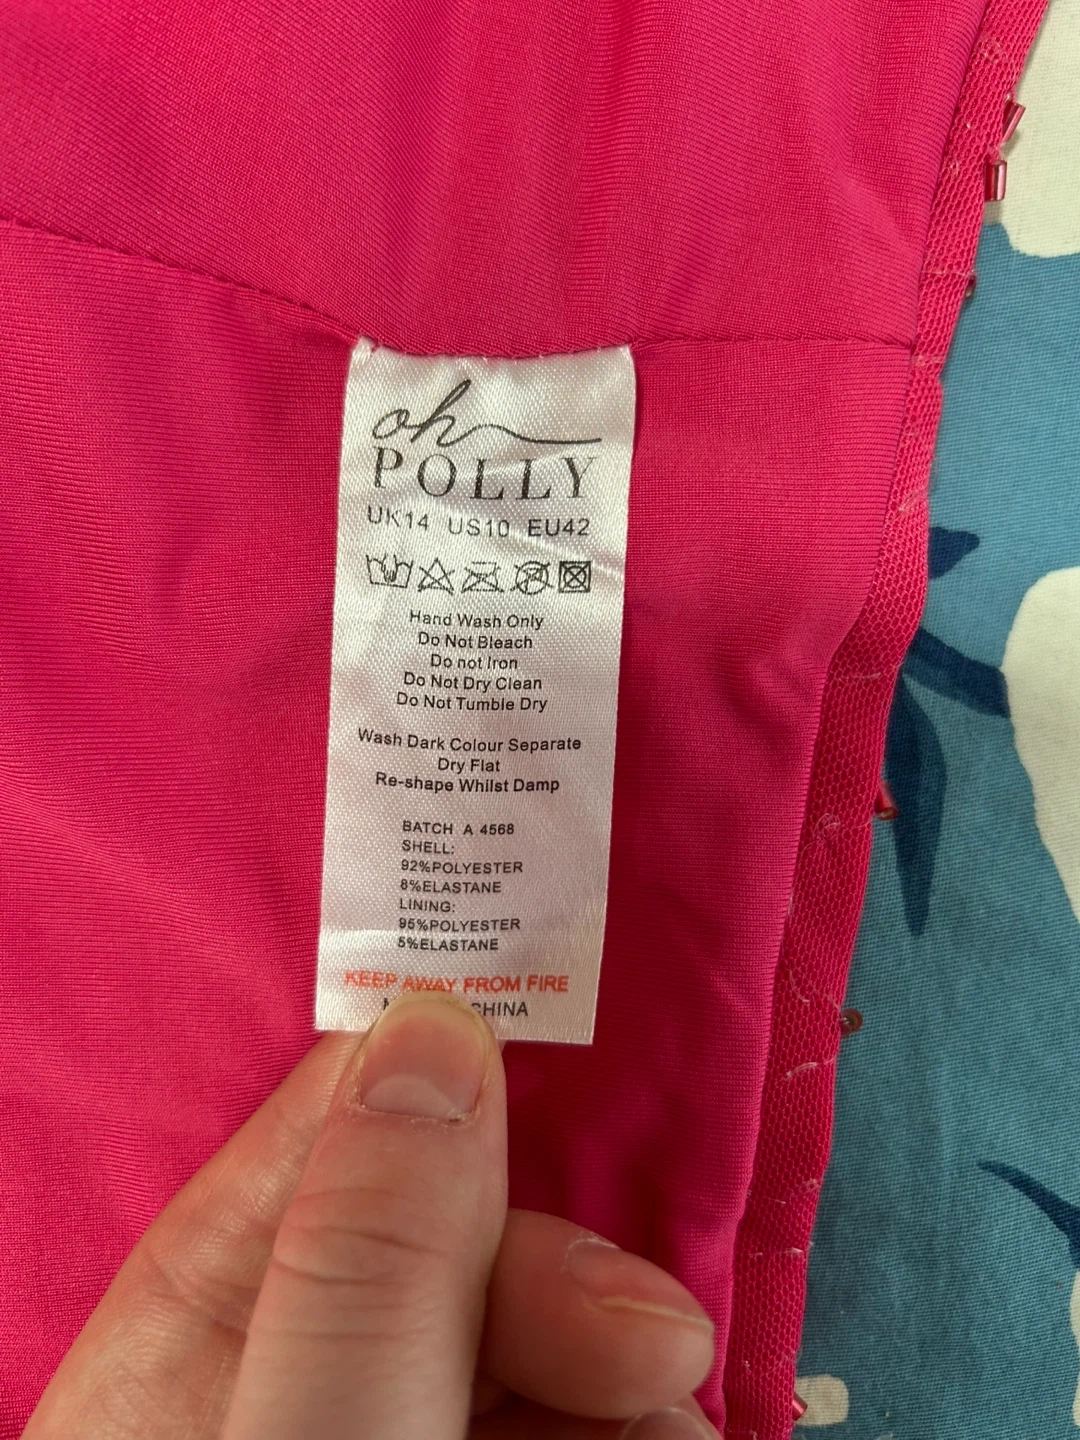 oh
POLLY
UK14 US10 EU42
Hand Wash Only
Do Not Bleach
Do not Iron
Do Not Dry Clean
Do Not Tumble Dry
Wash Dark Colour Separate
Dry Flat
Re-shape Whilst Damp
BATCH A 4568
SHELL:
92%POLYESTER
8%ELASTANE
LINING:
95%POLYESTER
5%ELASTANE
KEEP AWAY FROM FIRE
CHINA